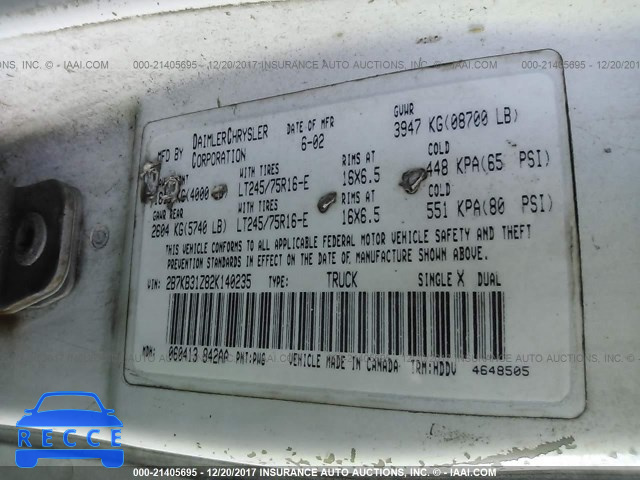 000-21405695 - 12/20/2017 INSURANCE AUTO AUCTIONS, INC. - © IAAI.COM
MFD BY DAIMLERCHRYSLER CORPORATION DATE OF MFR 6-02 GVWR 3947 KG(08700 LB)
KG(4000 WITH TIRES LT245/75R16-E RIMS AT 16X6.5 COLD 448 KPA(65 PSI)
GAWR REAR 2604 KG(5740 LB) WITH TIRES LT245/75R16-E RIMS AT 16X6.5 COLD 551 KPA(80 PSI)
THIS VEHICLE CONFORMS TO ALL APPLICABLE FEDERAL MOTOR VEHICLE SAFETY AND THEFT
PREVENTION STANDARDS IN EFFECT ON THE DATE OF MANUFACTURE SHOWN ABOVE.
VIN: 2B7KB31Z82K140235 TYPE: TRUCK SINGLE X DUAL
MDH: 060413 842AA PNT:PW6 VEHICLE MADE IN CANADA TRM:HDDV 4648505
RECCE
000-21405695 - 12/20/2017 INSURANCE AUTO AUCTIONS, INC. - © IAAI.COM